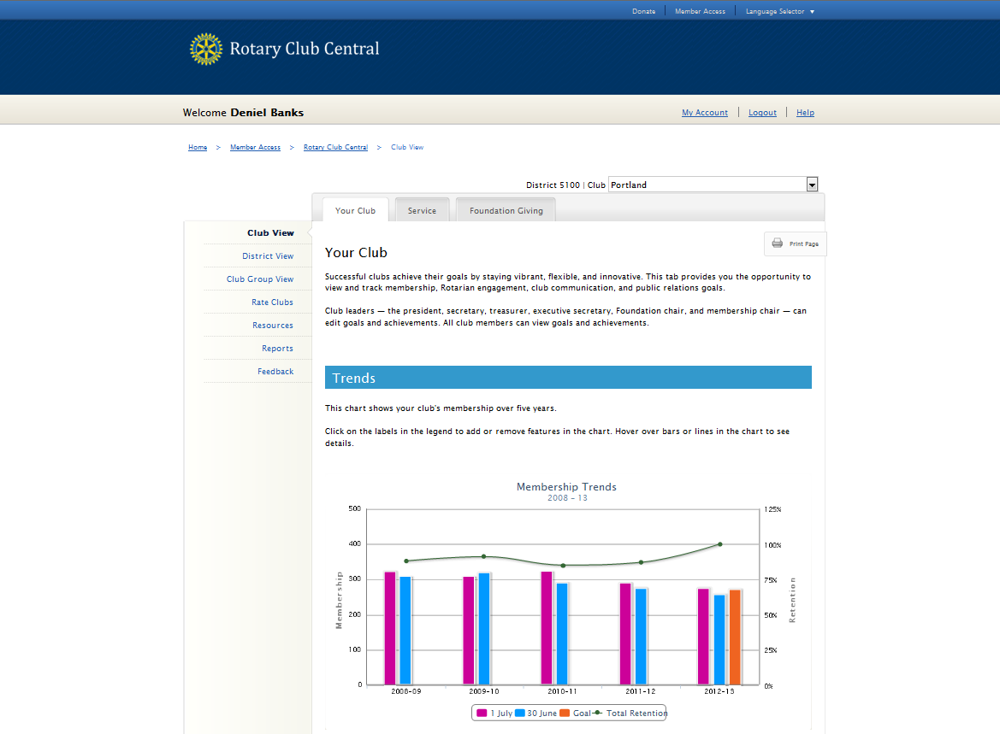 Donate Member Access Language Selector
Rotary Club Central
Welcome Deniel Banks
My Account Logout Help
Home > Member Access > Rotary Club Central > Club View
District 5100 | Club Portland
Your Club Service Foundation Giving
Club View
District View
Club Group View
Rate Clubs
Resources
Reports
Feedback
Print Page
Your Club
Successful clubs achieve their goals by staying vibrant, flexible, and innovative. This tab provides you the opportunity to
view and track membership, Rotarian engagement, club communication, and public relations goals.
Club leaders — the president, secretary, treasurer, executive secretary, Foundation chair, and membership chair — can
edit goals and achievements. All club members can view goals and achievements.
Trends
This chart shows your club's membership over five years.
Click on the labels in the legend to add or remove features in the chart. Hover over bars or lines in the chart to see
details.
Membership Trends
2008 – 13
500 125%
400 100%
300 75%
200 50%
100 25%
0 0%
Membership
Retention
2008-09 2009-10 2010-11 2011-12 2012-13
1 July 30 June Goal Total Retention